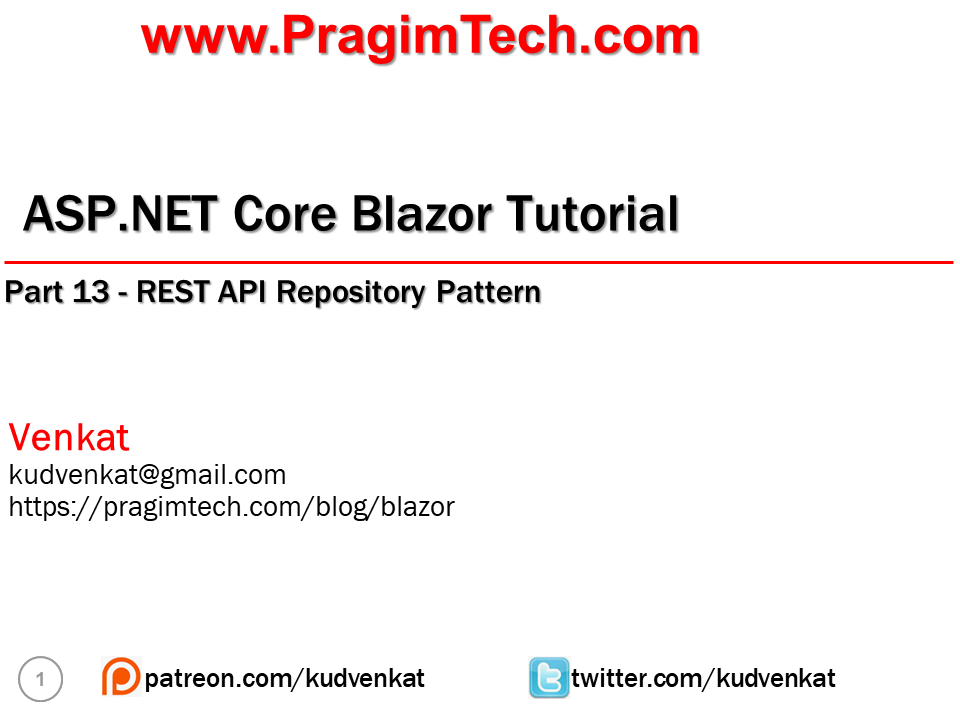 www.PragimTech.com
ASP.NET Core Blazor Tutorial
Part 13 - REST API Repository Pattern
Venkat
kudvenkat@gmail.com
https://pragimtech.com/blog/blazor
1
patreon.com/kudvenkat
twitter.com/kudvenkat